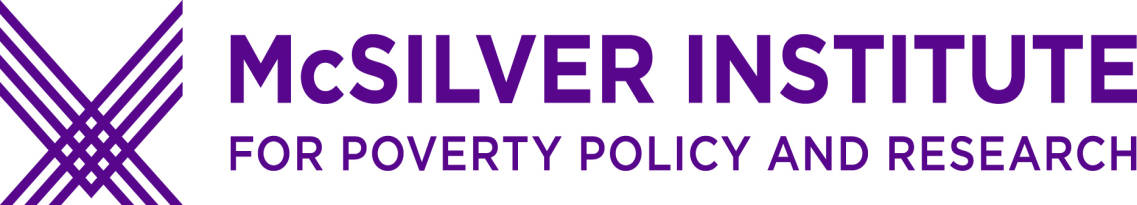 McSILVER INSTITUTE
FOR POVERTY POLICY AND RESEARCH